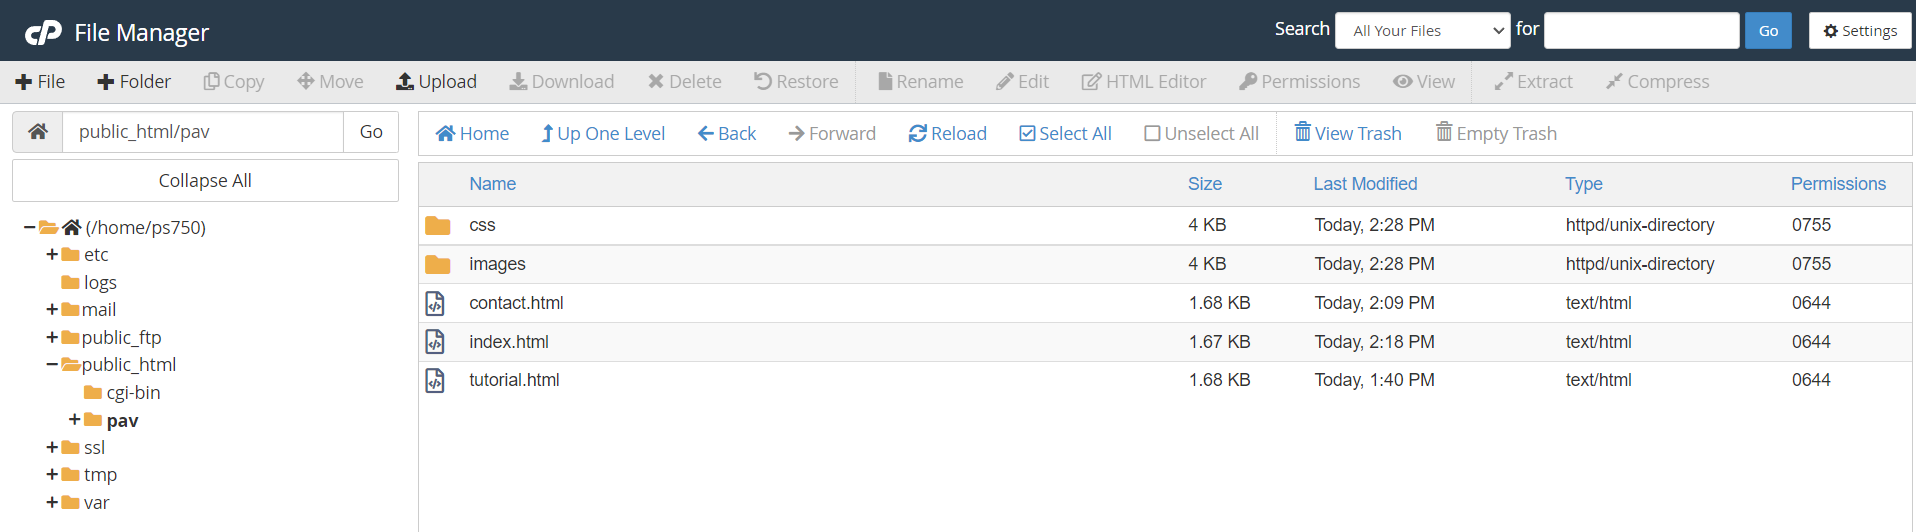 cP File Manager Search All Your Files for Go Settings
File Folder Copy Move Upload Download Delete Restore Rename Edit HTML Editor Permissions View Extract Compress
public_html/pav Go
Home Up One Level Back Forward Reload Select All Unselect All View Trash Empty Trash
Collapse All
(/home/ps750)
etc
logs
mail
public_ftp
public_html
cgi-bin
pav
ssl
tmp
var
Name Size Last Modified Type Permissions
css 4 KB Today, 2:28 PM httpd/unix-directory 0755
images 4 KB Today, 2:28 PM httpd/unix-directory 0755
contact.html 1.68 KB Today, 2:09 PM text/html 0644
index.html 1.67 KB Today, 2:18 PM text/html 0644
tutorial.html 1.68 KB Today, 1:40 PM text/html 0644